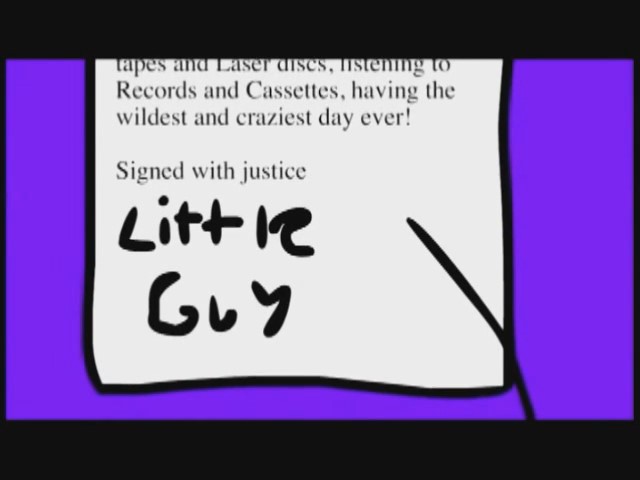 tapes and Laser discs, listening to
Records and Cassettes, having the
wildest and craziest day ever!
Signed with justice
Little
Guy